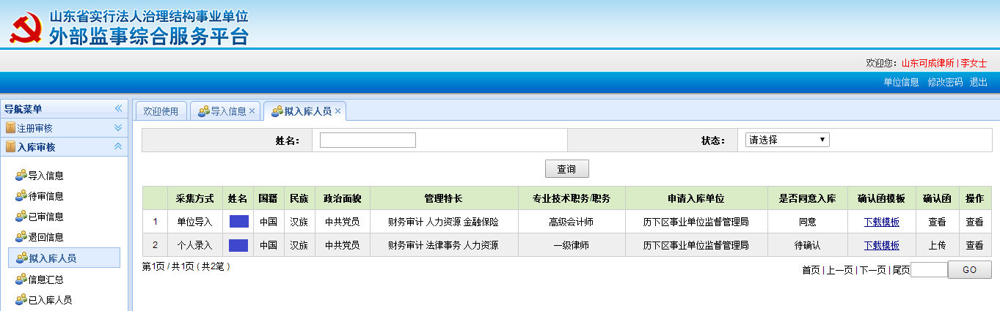 山东省实行法人治理结构事业单位
外部监事综合服务平台
欢迎您：山东可成律所 | 李女士
单位信息 修改密码 退出
导航菜单
注册审核
入库审核
导入信息
待审信息
已审信息
退回信息
拟入库人员
信息汇总
已入库人员
欢迎使用 导入信息 拟入库人员
姓名： 状态： 请选择
查询
采集方式 姓名 国籍 民族 政治面貌 管理特长 专业技术职务/职务 申请入库单位 是否同意入库 确认函模板 确认函 操作
1 单位导入 中国 汉族 中共党员 财务审计 人力资源 金融保险 高级会计师 历下区事业单位监督管理局 同意 下载模板 查看 查看
2 个人录入 中国 汉族 中共党员 财务审计 法律事务 人力资源 一级律师 历下区事业单位监督管理局 待确认 下载模板 上传 查看
第1页 / 共1页 ( 共2笔 )
首页 | 上一页 | 下一页 | 尾页 GO